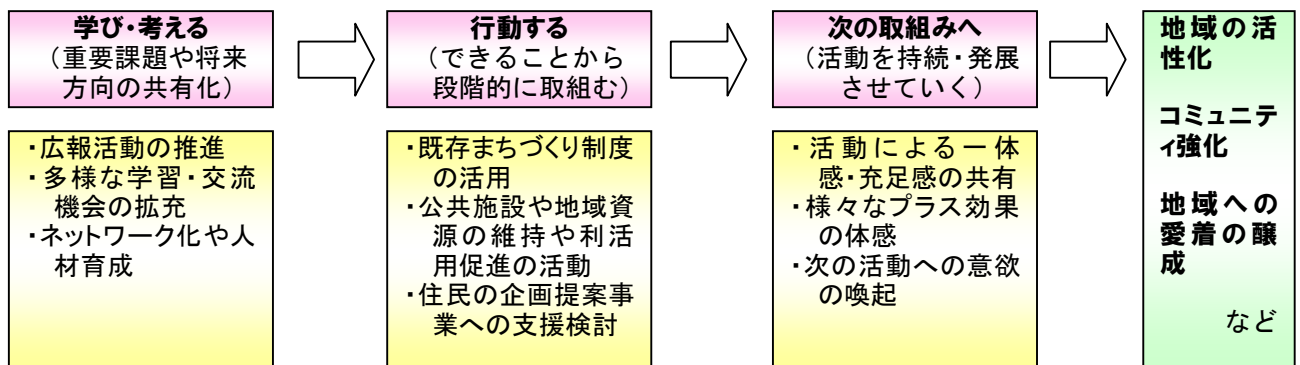 学び・考える
(重要課題や将来
方向の共有化)
行動する
(できることから
段階的に取組む)
次の取組みへ
(活動を持続・発展
させていく)
地域の活
性化
コミュニテ
ィ強化
地域への
愛着の醸
成
など
・広報活動の推進
・多様な学習・交流
機会の拡充
・ネットワーク化や人
材育成
・既存まちづくり制度
の活用
・公共施設や地域資
源の維持や利活
用促進の活動
・住民の企画提案事
業への支援検討
・活動による一体
感・充足感の共有
・様々なプラス効果
の体感
・次の活動への意欲
の喚起